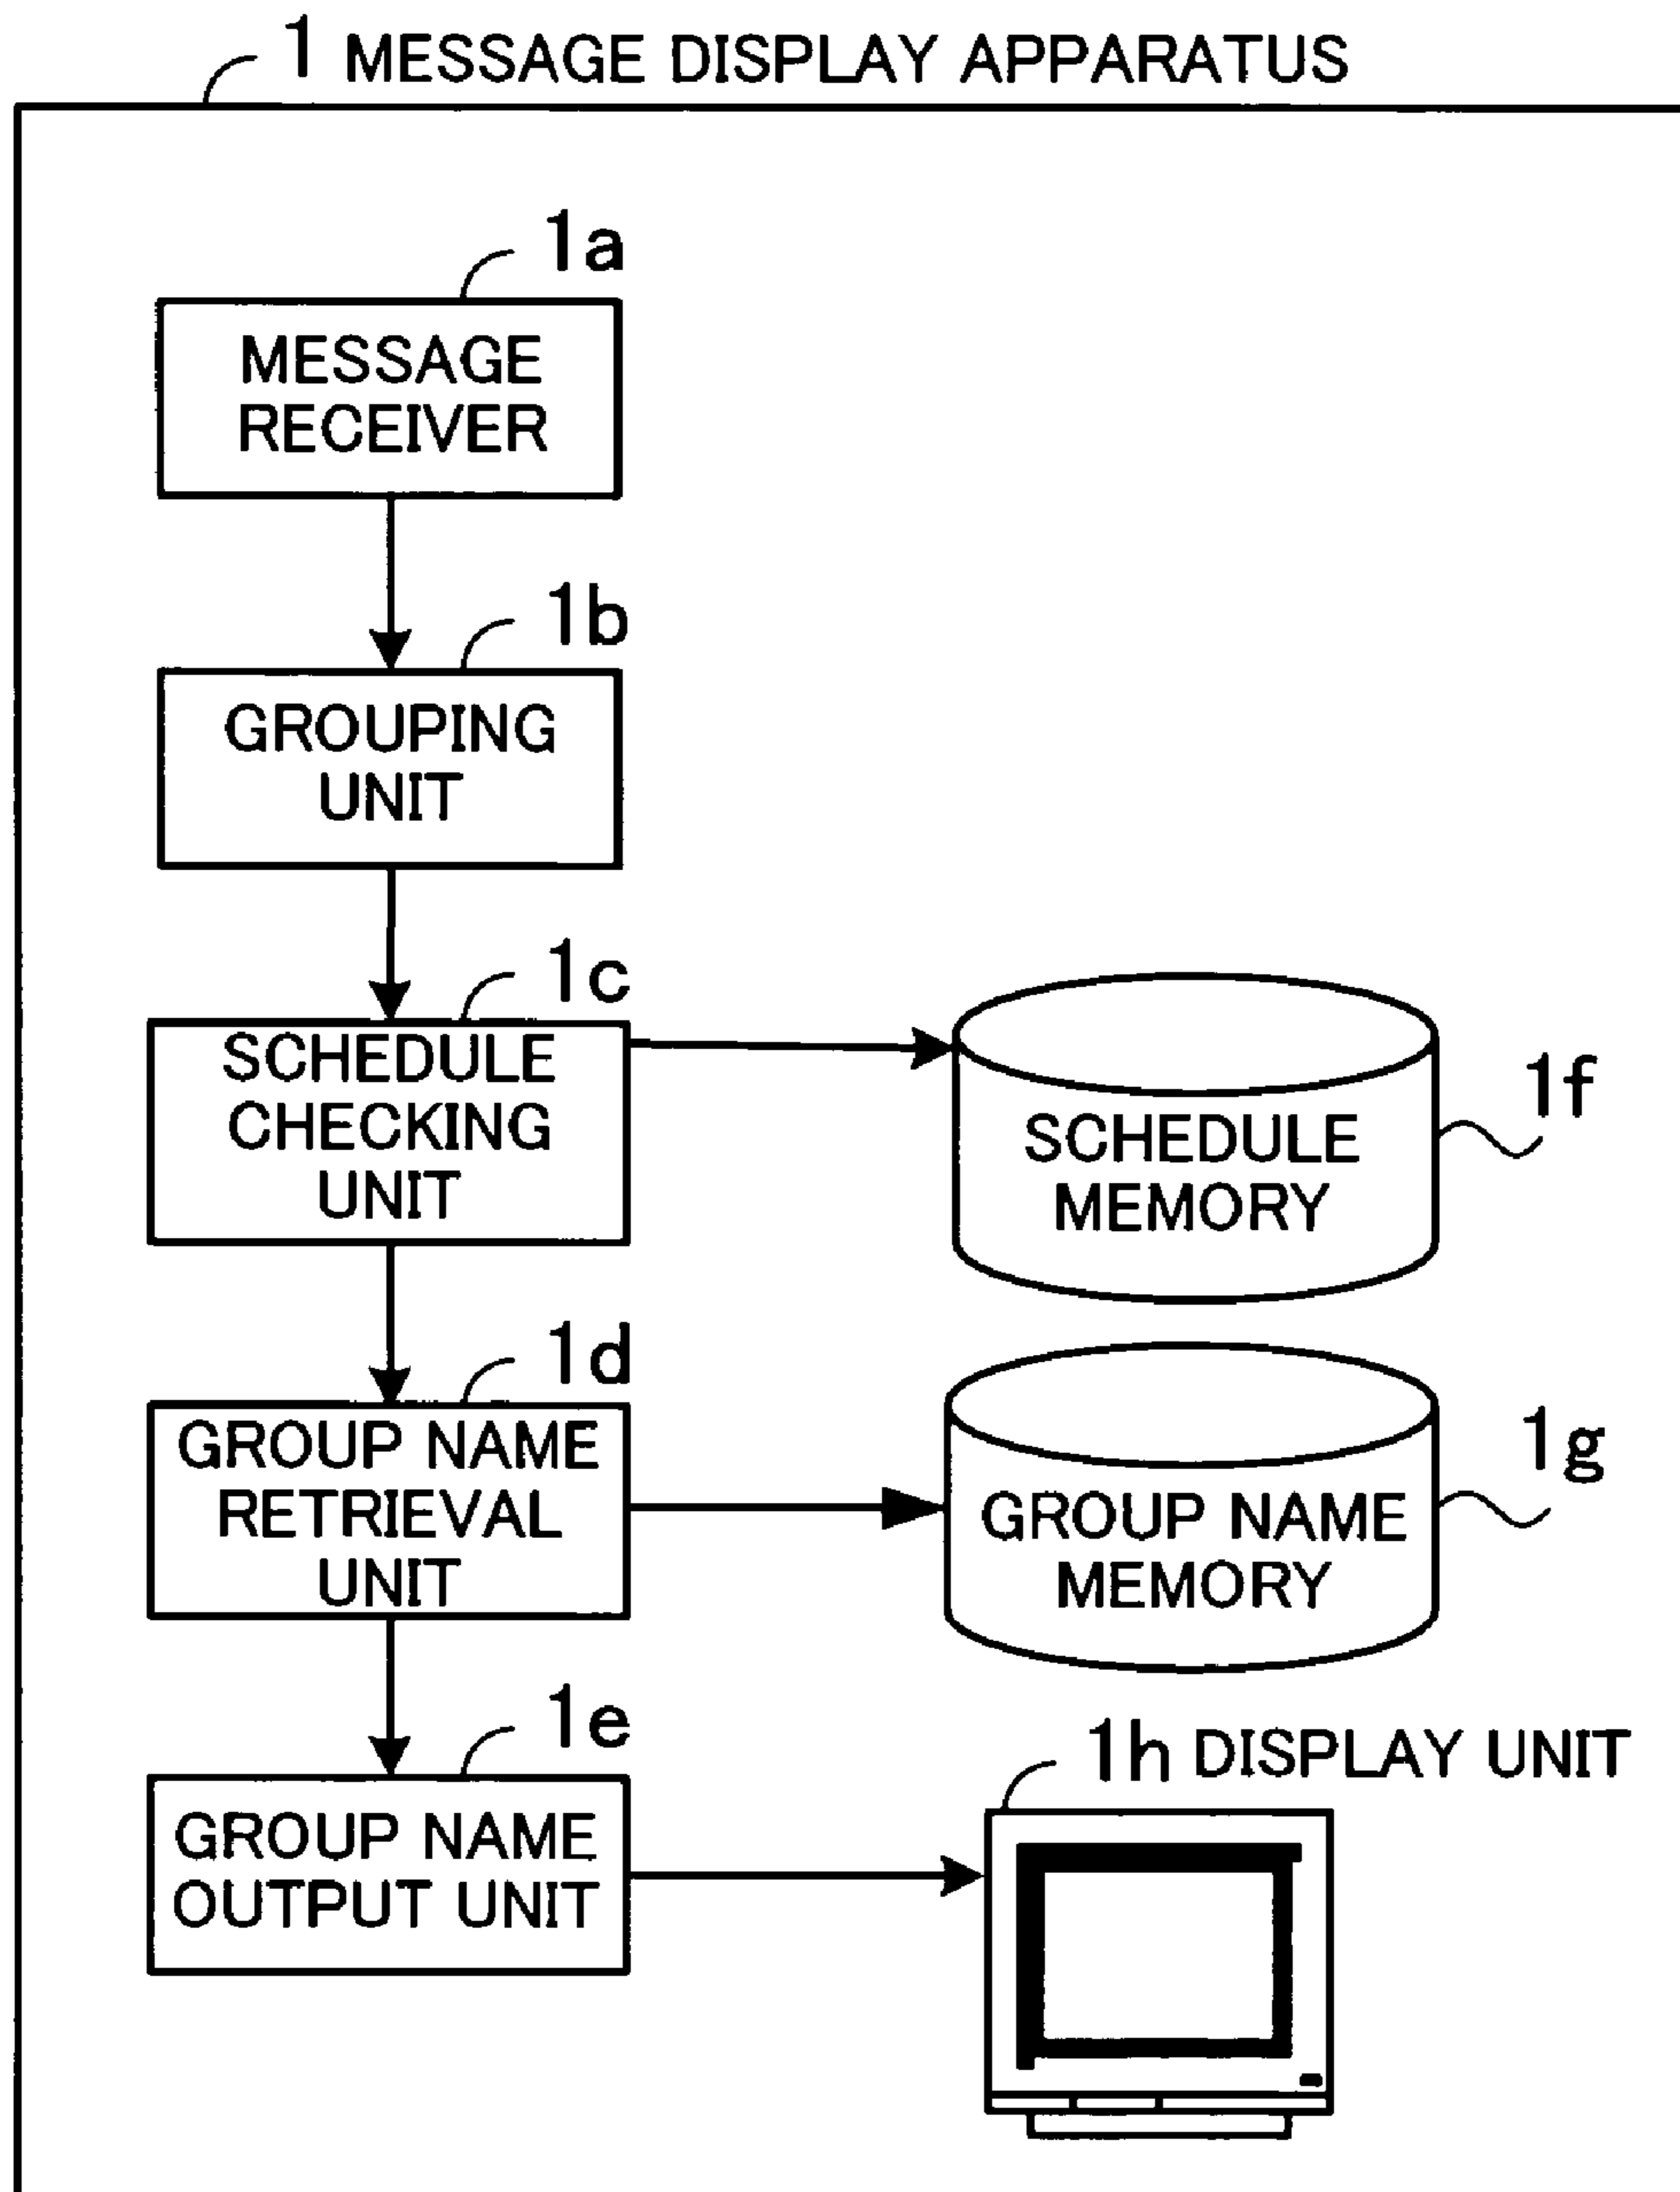 1 MESSAGE DISPLAY APPARATUS
1a
MESSAGE
RECEIVER
1b
GROUPING
UNIT
1c
SCHEDULE
CHECKING
UNIT
1f
SCHEDULE
MEMORY
1d
GROUP NAME
RETRIEVAL
UNIT
1g
GROUP NAME
MEMORY
1e
GROUP NAME
OUTPUT UNIT
1h DISPLAY UNIT